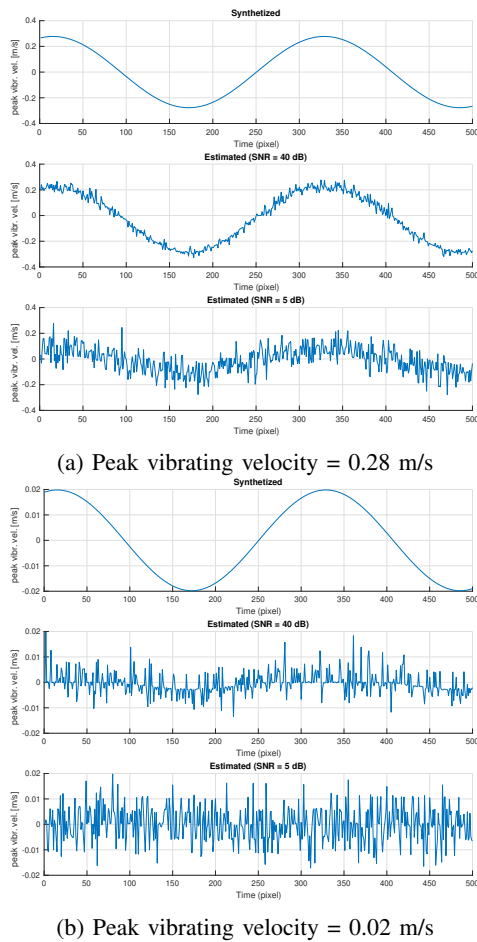 Synthetized
peak vibr. vel. [m/s]
0.4
0.2
0
-0.2
-0.4
0 50 100 150 200 250 300 350 400 450 500
Time (pixel)
Estimated (SNR = 40 dB)
peak vibr. vel. [m/s]
0.4
0.2
0
-0.2
-0.4
0 50 100 150 200 250 300 350 400 450 500
Time (pixel)
Estimated (SNR = 5 dB)
peak. vibr. vel. [m/s]
0.4
0.2
0
-0.2
-0.4
0 50 100 150 200 250 300 350 400 450 500
Time (pixel)
(a) Peak vibrating velocity = 0.28 m/s
Synthetized
peak vibr. vel. [m/s]
0.02
0.01
0
-0.01
-0.02
0 50 100 150 200 250 300 350 400 450 500
Time (pixel)
Estimated (SNR = 40 dB)
peak vibr. vel. [m/s]
0.02
0.01
0
-0.01
-0.02
0 50 100 150 200 250 300 350 400 450 500
Time (pixel)
Estimated (SNR = 5 dB)
peak vibr. vel. [m/s]
0.02
0.01
0
-0.01
-0.02
0 50 100 150 200 250 300 350 400 450 500
Time (pixel)
(b) Peak vibrating velocity = 0.02 m/s